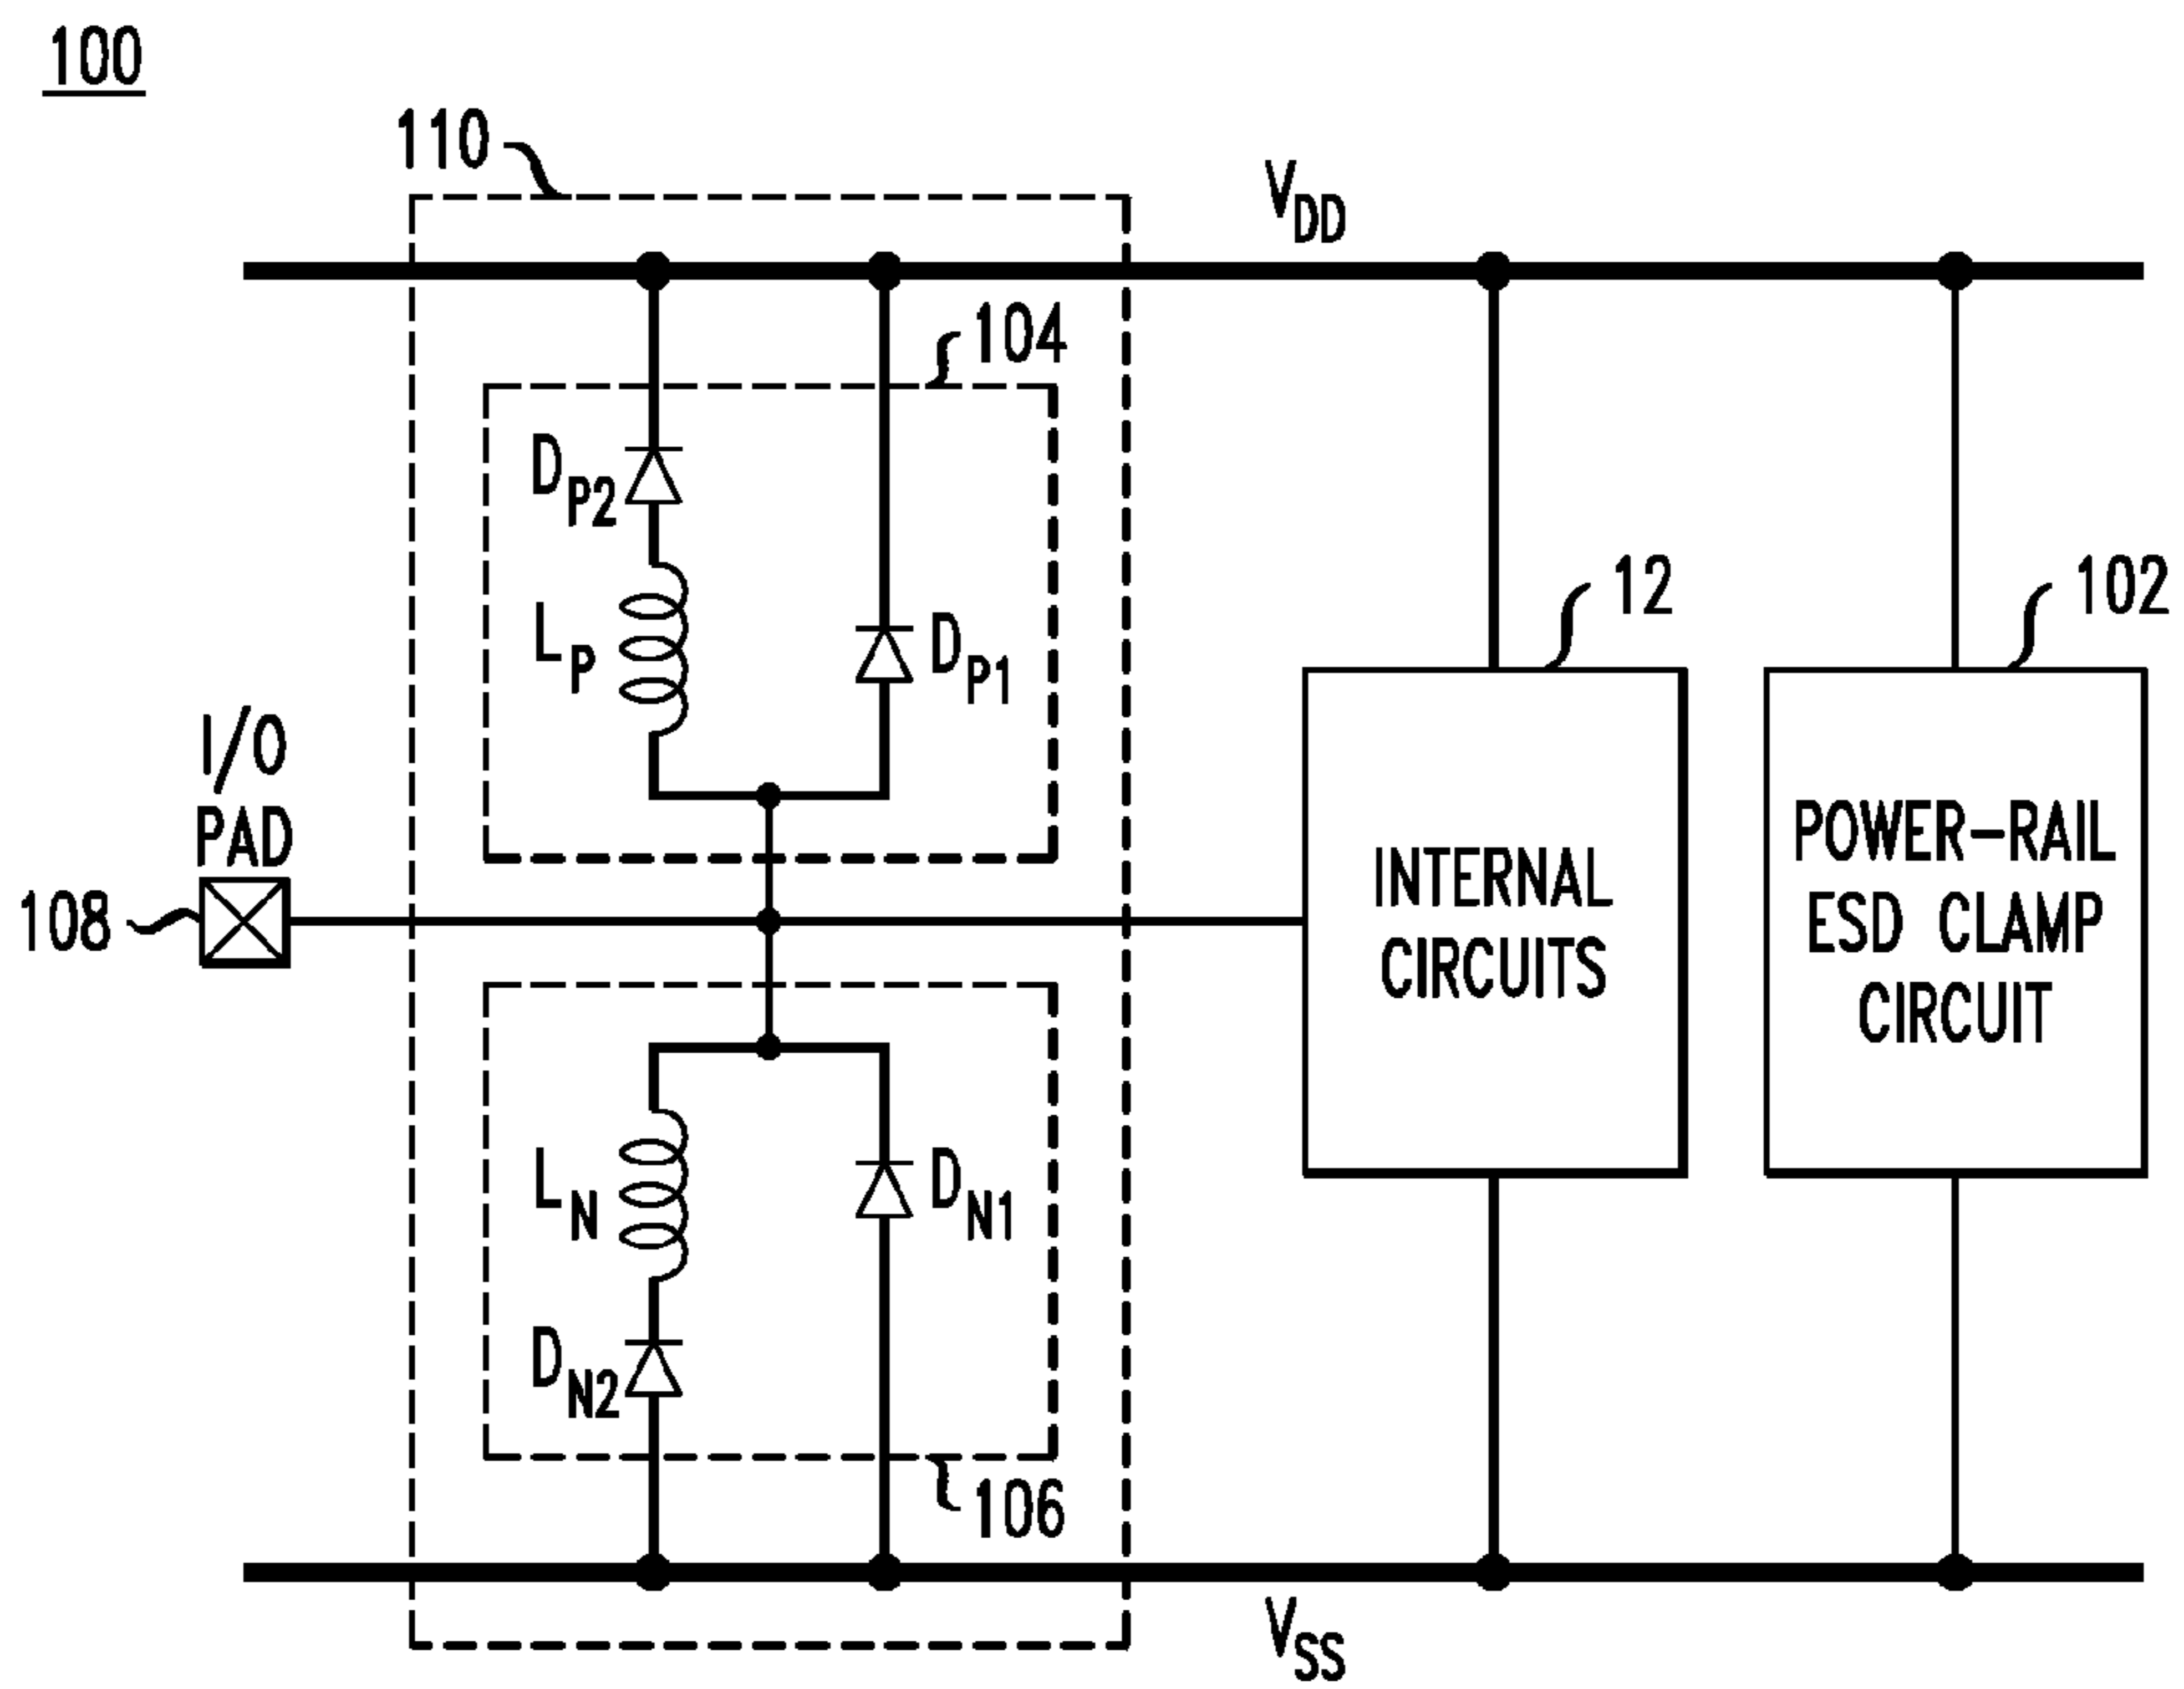 100
110
VDD
104
DP2
LP
DP1
12
102
I/O
PAD
108
INTERNAL
CIRCUITS
POWER-RAIL
ESD CLAMP
CIRCUIT
LN
DN1
DN2
106
VSS